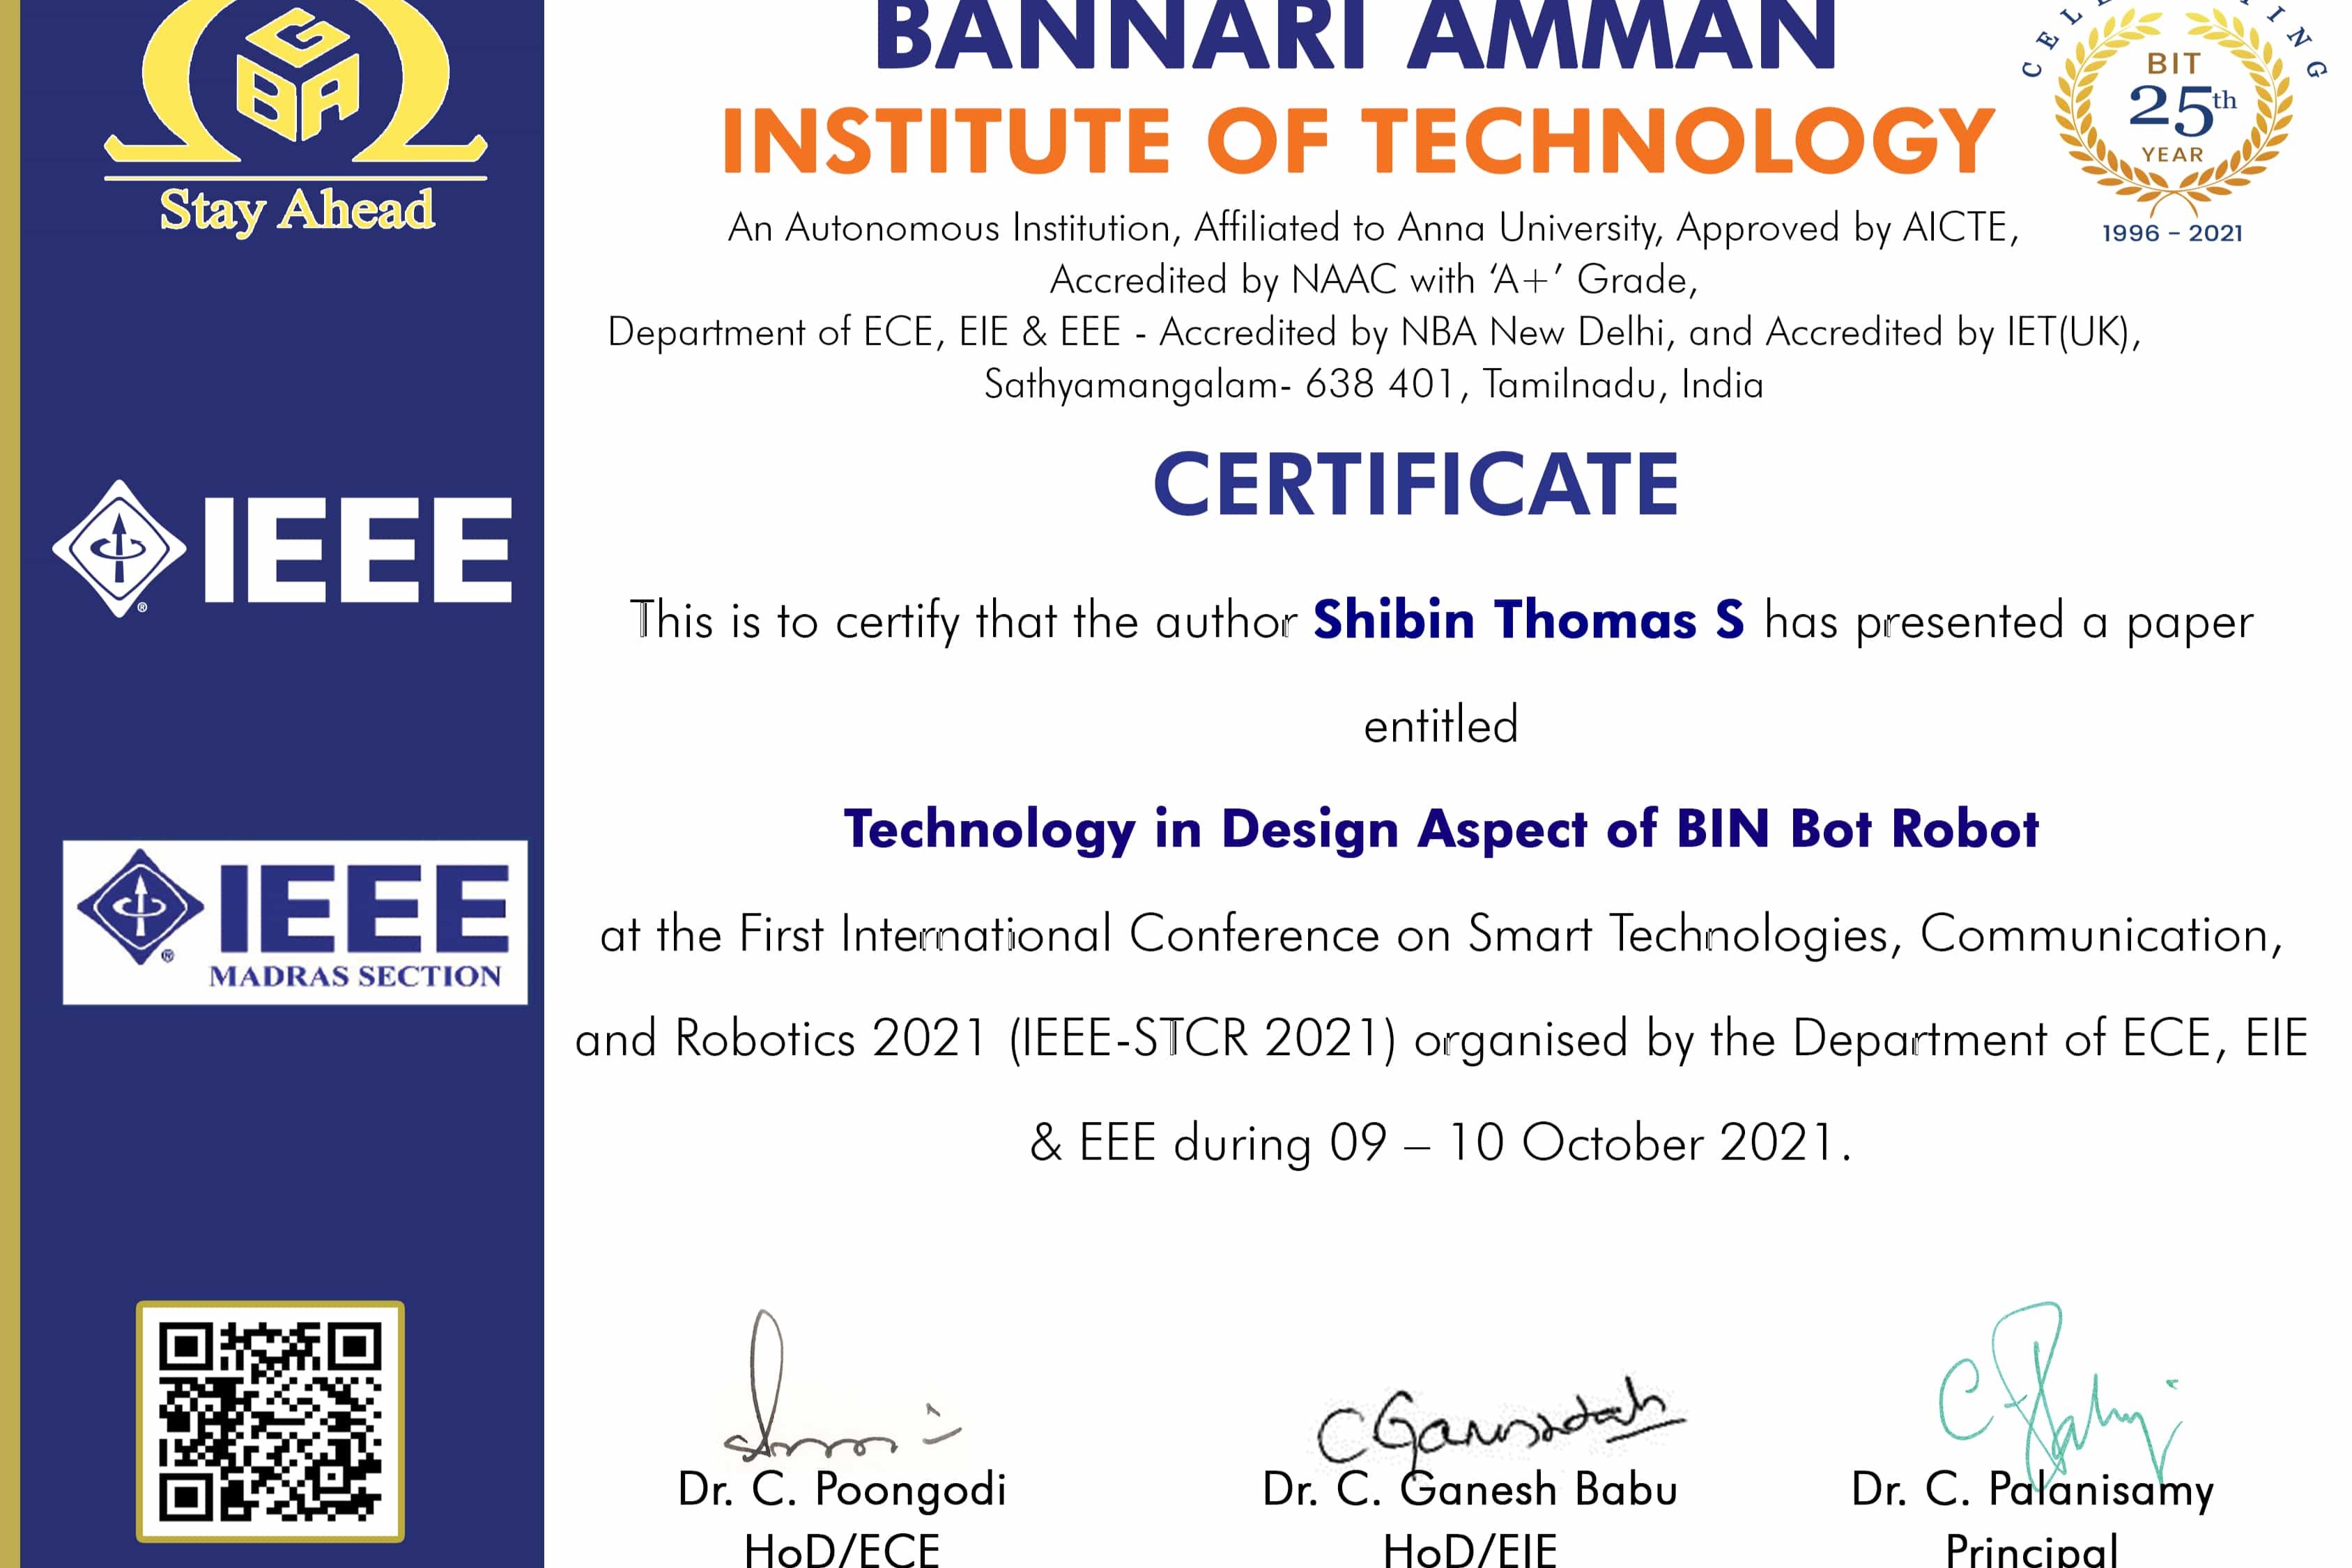 GBA
Stay Ahead
IEEE
IEEE
MADRAS SECTION
BANNARI AMMAN
INSTITUTE OF TECHNOLOGY
BIT
25th
YEAR
1996 - 2021
An Autonomous Institution, Affiliated to Anna University, Approved by AICTE,
Accredited by NAAC with ‘A+’ Grade,
Department of ECE, EIE & EEE - Accredited by NBA New Delhi, and Accredited by IET(UK),
Sathyamangalam- 638 401, Tamilnadu, India
CERTIFICATE
This is to certify that the author Shibin Thomas S has presented a paper
entitled
Technology in Design Aspect of BIN Bot Robot
at the First International Conference on Smart Technologies, Communication,
and Robotics 2021 (IEEE-STCR 2021) organised by the Department of ECE, EIE
& EEE during 09 – 10 October 2021.
Dr. C. Poongodi
HoD/ECE
Dr. C. Ganesh Babu
HoD/EIE
Dr. C. Palanisamy
Principal